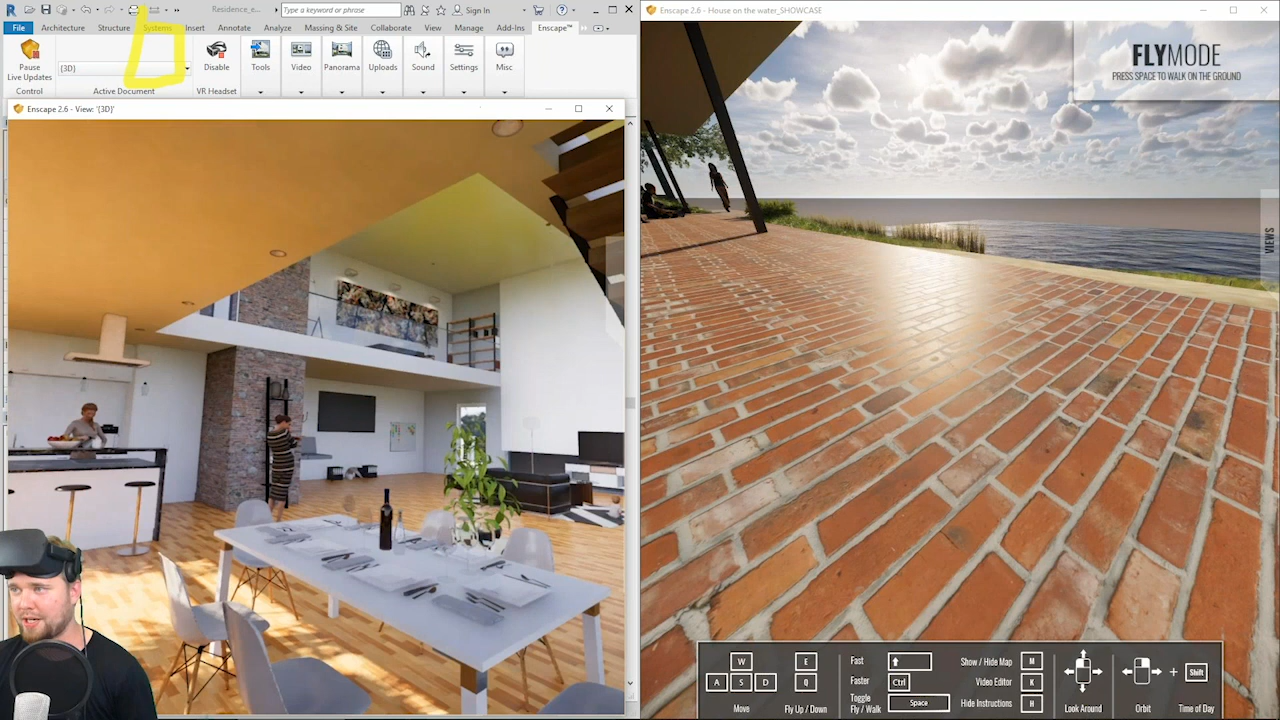 Residence_e...
Type a keyword or phrase
Sign In
File Architecture Structure Systems Insert Annotate Analyze Massing & Site Collaborate View Manage Add-Ins Enscape™
Pause
Live Updates
{3D}
Disable
Tools
Video
Panorama
Uploads
Sound
Settings
Misc
Control
Active Document
VR Headset
Enscape 2.6 - View: '{3D}'
Enscape 2.6 - House on the water_SHOWCASE
FLYMODE
PRESS SPACE TO WALK ON THE GROUND
VIEWS
W
A S D
Move
E
Q
Fly Up / Down
Fast
Faster Ctrl
Toggle
Fly / Walk Space
Show / Hide Map M
Video Editor K
Hide Instructions H
Look Around
Orbit
+ Shift
Time of Day